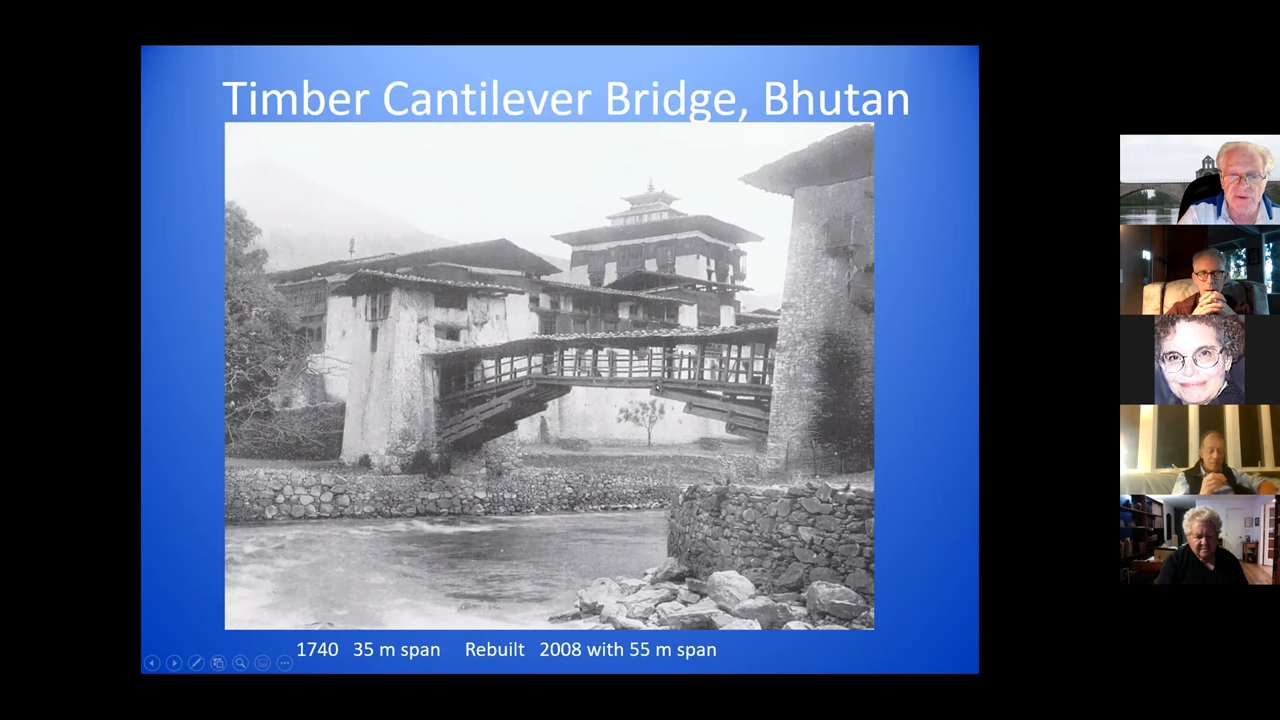 Timber Cantilever Bridge, Bhutan
1740 35 m span Rebuilt 2008 with 55 m span